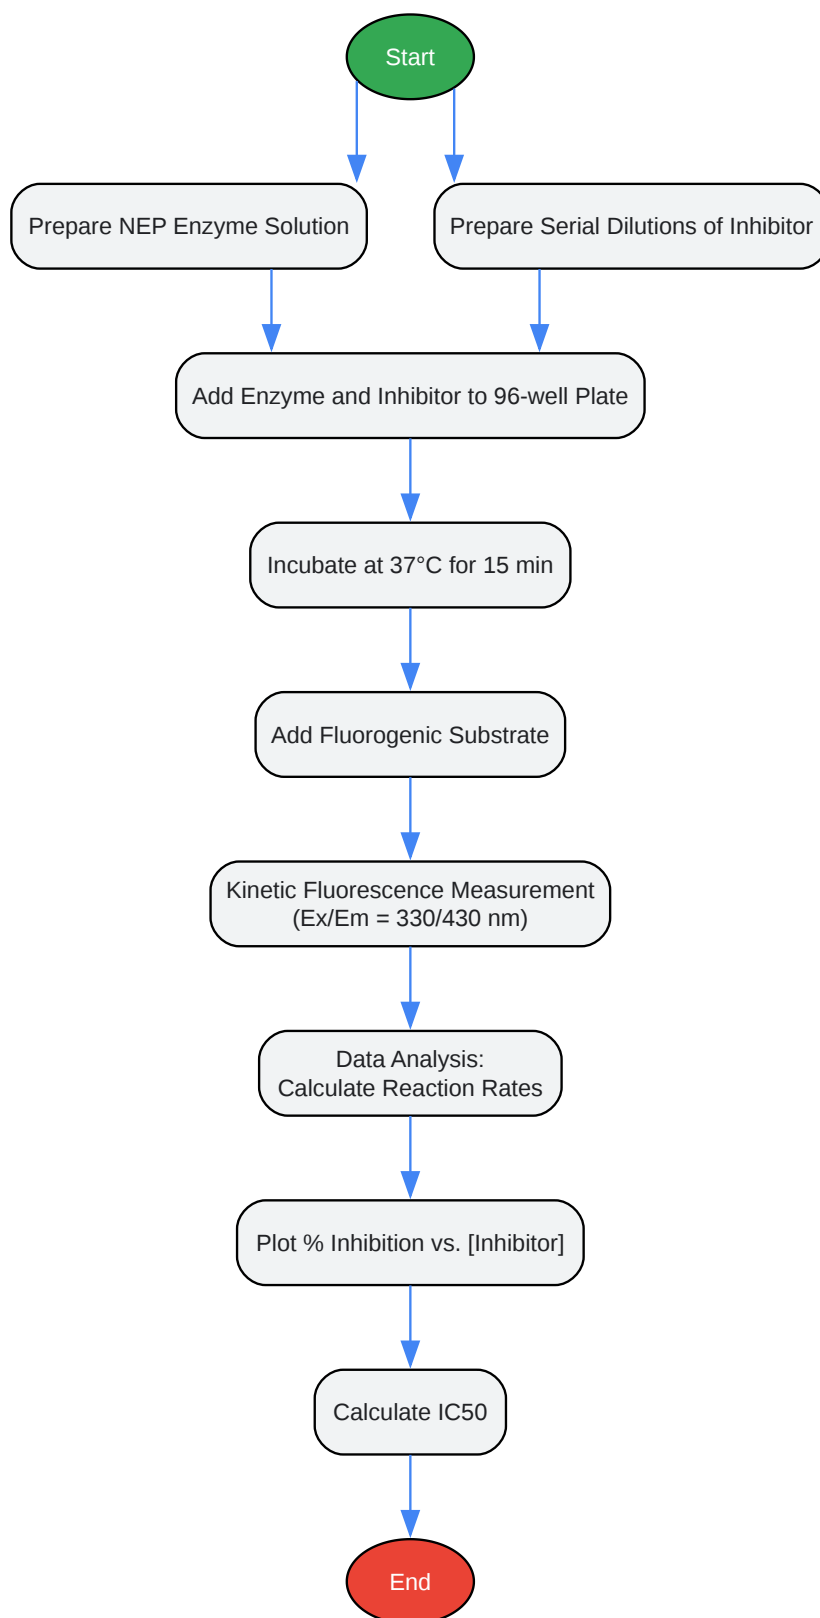 Start
Prepare NEP Enzyme Solution
Prepare Serial Dilutions of Inhibitor
Add Enzyme and Inhibitor to 96-well Plate
Incubate at 37°C for 15 min
Add Fluorogenic Substrate
Kinetic Fluorescence Measurement
(Ex/Em = 330/430 nm)
Data Analysis:
Calculate Reaction Rates
Plot % Inhibition vs. [Inhibitor]
Calculate IC50
End